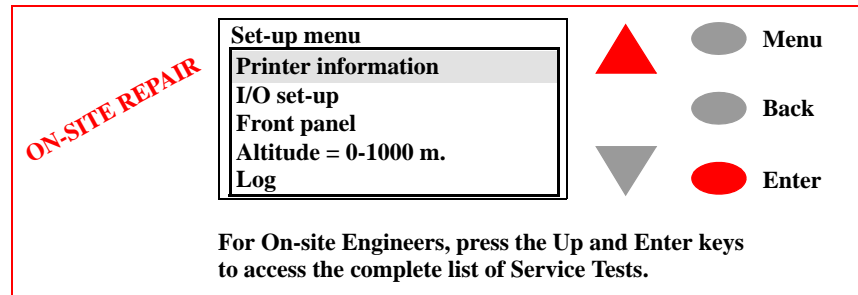 ON-SITE REPAIR
Set-up menu
Printer information
I/O set-up
Front panel
Altitude = 0-1000 m.
Log
Menu
Back
Enter
For On-site Engineers, press the Up and Enter keys
to access the complete list of Service Tests.